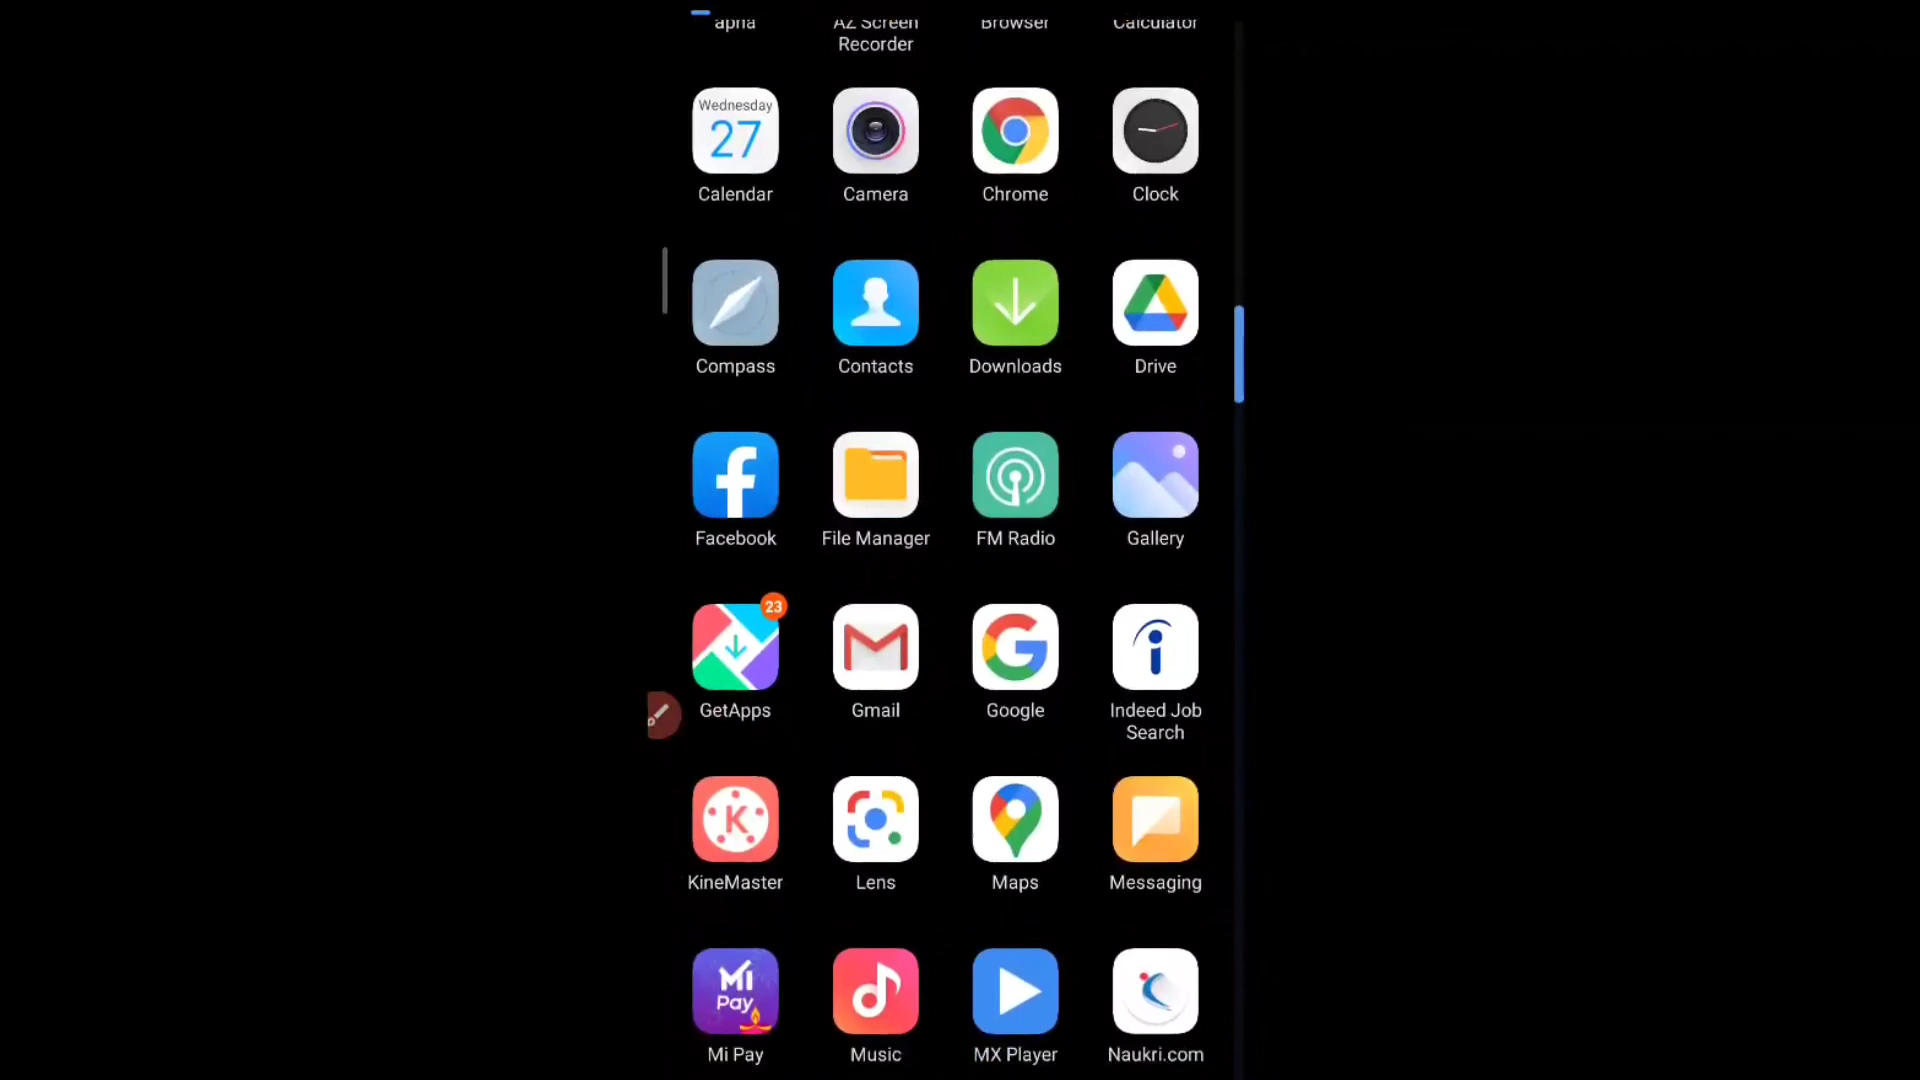 apna
AZ Screen
Recorder
Browser
Calculator
Wednesday
27
Calendar
Camera
Chrome
Clock
Compass
Contacts
Downloads
Drive
Facebook
File Manager
FM Radio
Gallery
23
GetApps
Gmail
Google
Indeed Job
Search
K
KineMaster
Lens
Maps
Messaging
MI
Pay
Mi Pay
Music
MX Player
Naukri.com